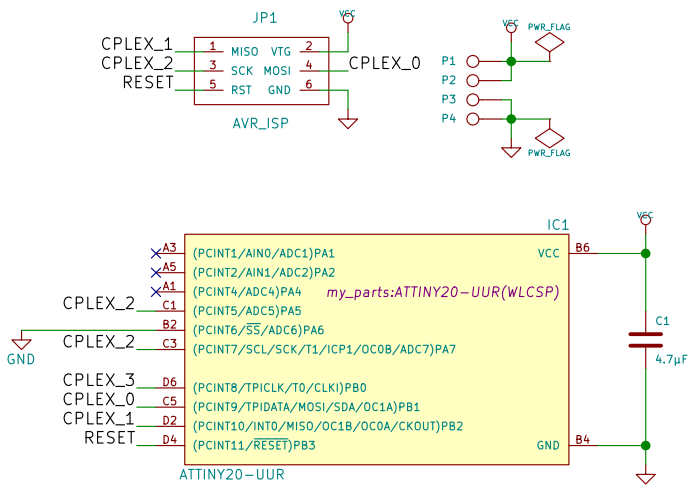 JP1
VCC
CPLEX_1 1 MISO VTG 2
CPLEX_2 3 SCK MOSI 4 CPLEX_0
RESET 5 RST GND 6
AVR_ISP
VCC
PWR_FLAG
P1
P2
P3
P4
PWR_FLAG
IC1
VCC
A3 (PCINT1/AIN0/ADC1)PA1 VCC B6
A5 (PCINT2/AIN1/ADC2)PA2
A1 (PCINT4/ADC4)PA4 my_parts:ATTINY20-UUR(WLCSP)
CPLEX_2 C1 (PCINT5/ADC5)PA5
B2 (PCINT6/SS/ADC6)PA6
GND
CPLEX_2 C3 (PCINT7/SCL/SCK/T1/ICP1/OC0B/ADC7)PA7
C1
4.7µF
CPLEX_3 D6 (PCINT8/TPICLK/T0/CLKI)PB0
CPLEX_0 C5 (PCINT9/TPIDATA/MOSI/SDA/OC1A)PB1
CPLEX_1 D2 (PCINT10/INT0/MISO/OC1B/OC0A/CKOUT)PB2
RESET D4 (PCINT11/RESET)PB3 GND B4
ATTINY20-UUR